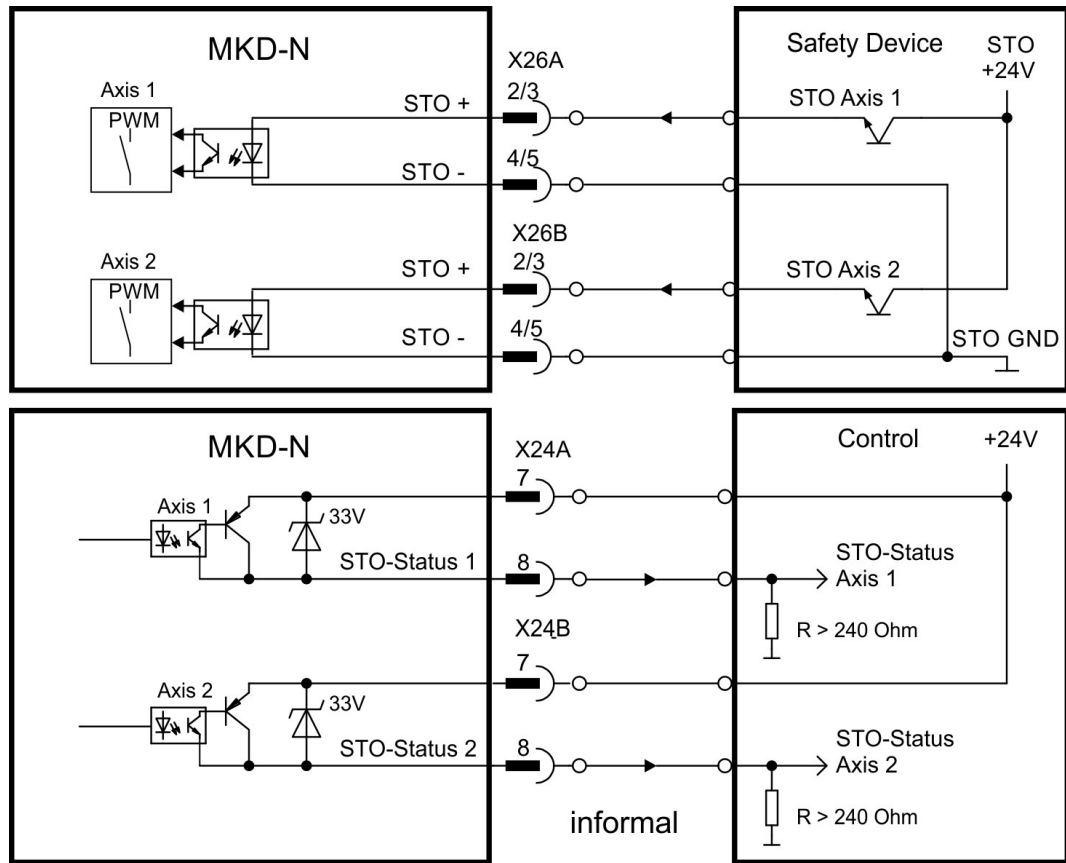 MKD-N
Axis 1
PWM
STO +
STO -
Axis 2
PWM
STO +
STO -
X26A
2/3
4/5
X26B
2/3
4/5
Safety Device
STO
+24V
STO Axis 1
STO Axis 2
STO GND
MKD-N
Axis 1
33V
STO-Status 1
Axis 2
33V
STO-Status 2
X24A
7
8
X24B
7
8
informal
Control
+24V
STO-Status
Axis 1
R > 240 Ohm
STO-Status
Axis 2
R > 240 Ohm